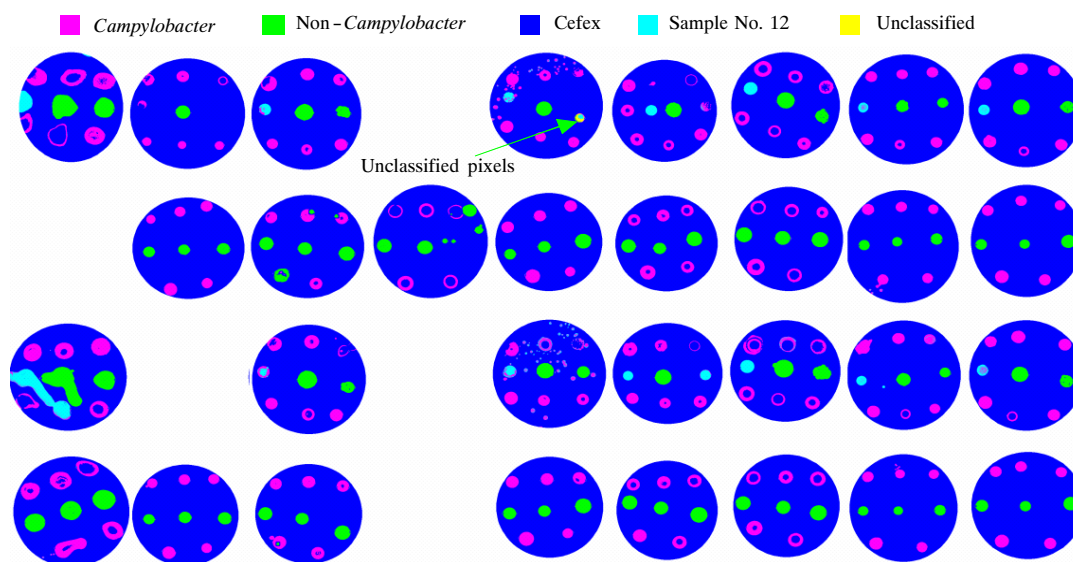 Campylobacter Non-Campylobacter Cefex Sample No. 12 Unclassified
Unclassified pixels